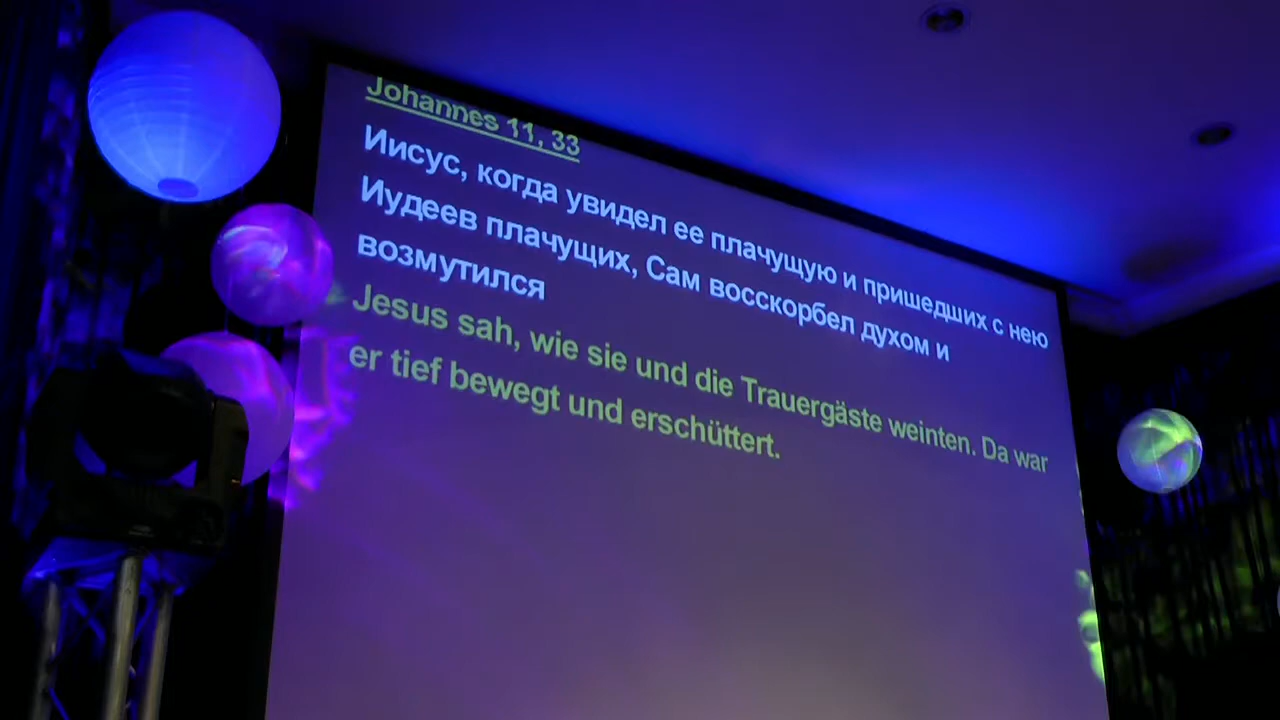 Johannes 11, 33
Иисус, когда увидел ее плачущую и пришедших с нею
Иудеев плачущих, Сам восскорбел духом и
возмутился
Jesus sah, wie sie und die Trauergäste weinten. Da war
er tief bewegt und erschüttert.